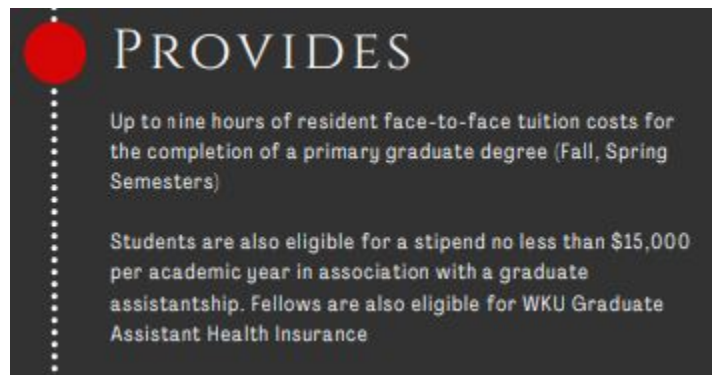 PROVIDES
Up to nine hours of resident face-to-face tuition costs for
the completion of a primary graduate degree (Fall, Spring
Semesters)
Students are also eligible for a stipend no less than $15,000
per academic year in association with a graduate
assistantship. Fellows are also eligible for WKU Graduate
Assistant Health Insurance